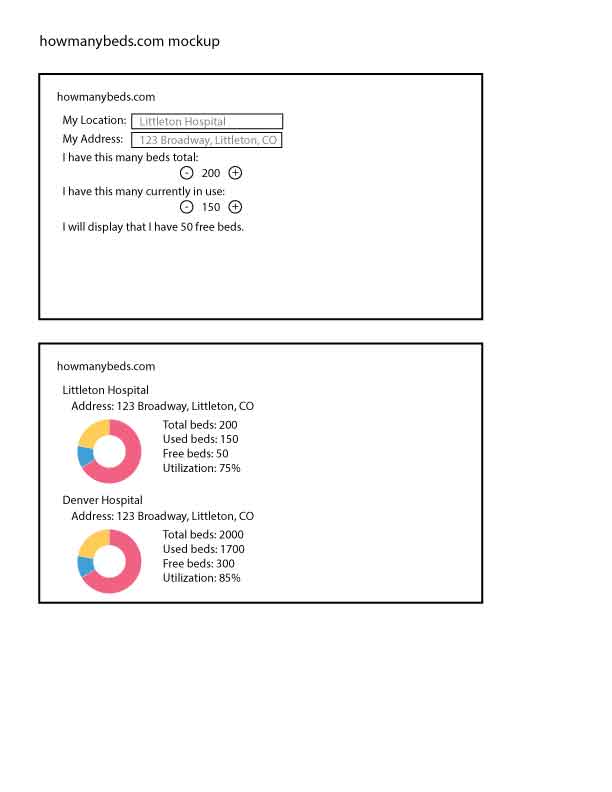 howmanybeds.com mockup
howmanybeds.com
My Location: Littleton Hospital
My Address: 123 Broadway, Littleton, CO
I have this many beds total:
- 200 +
I have this many currently in use:
- 150 +
I will display that I have 50 free beds.
howmanybeds.com
Littleton Hospital
Address: 123 Broadway, Littleton, CO
Total beds: 200
Used beds: 150
Free beds: 50
Utilization: 75%
Denver Hospital
Address: 123 Broadway, Littleton, CO
Total beds: 2000
Used beds: 1700
Free beds: 300
Utilization: 85%